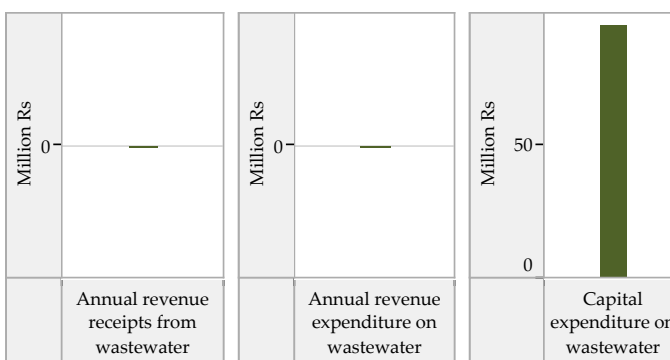 Million Rs
0
Annual revenue
receipts from
wastewater
Million Rs
0
Annual revenue
expenditure on
wastewater
Million Rs
50
0
Capital
expenditure on
wastewater